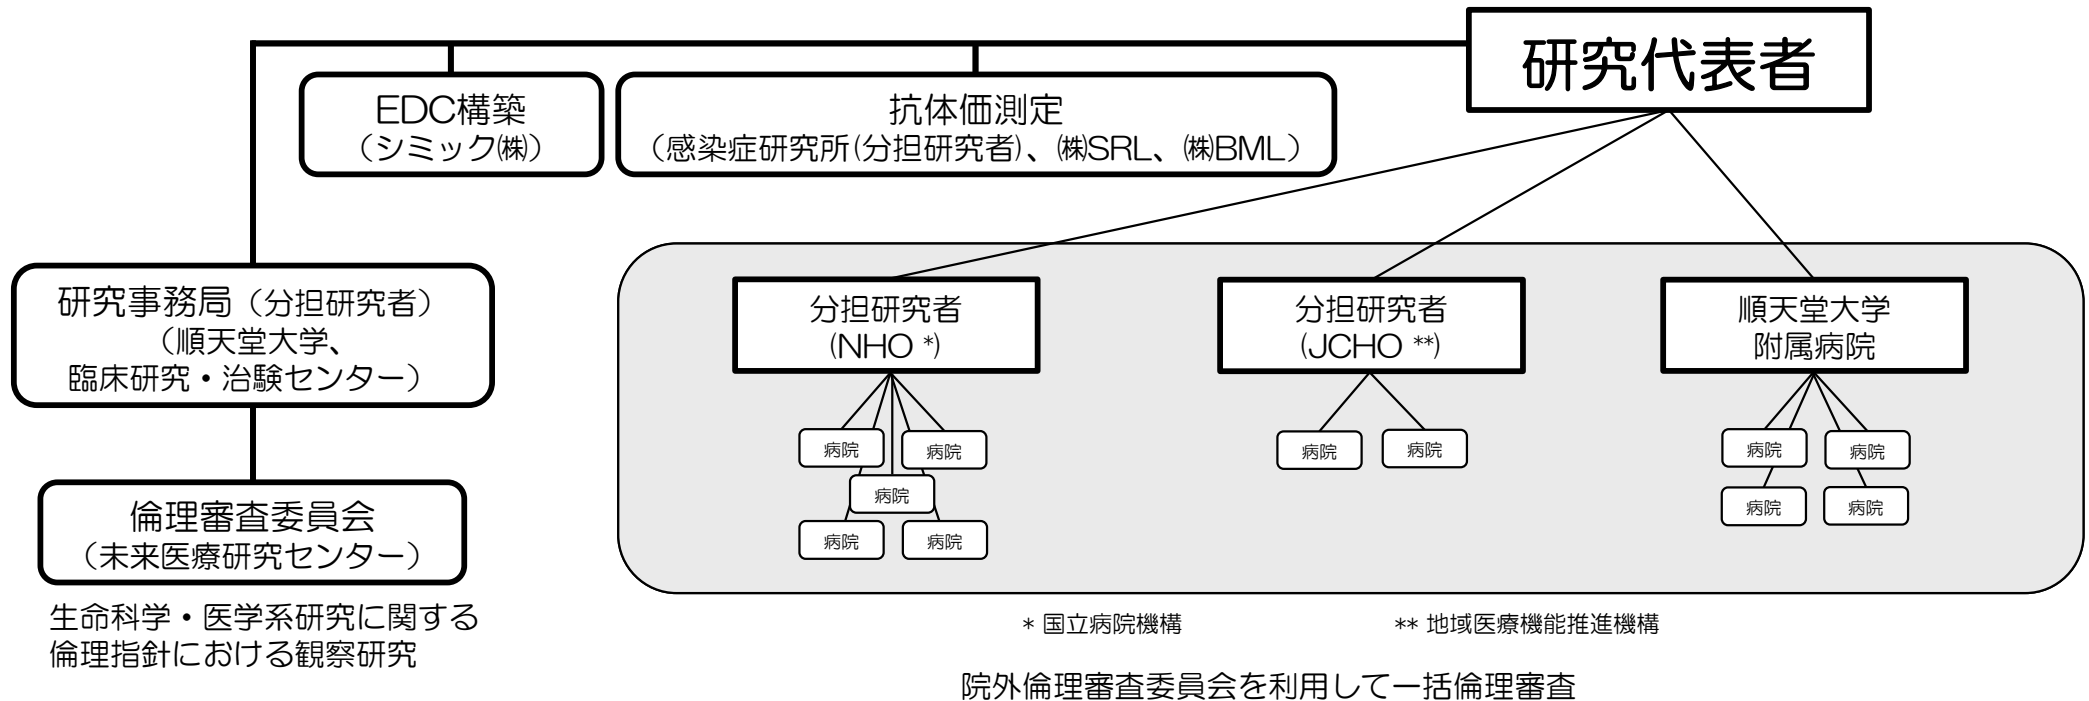 研究代表者
EDC構築
（シミック㈱）
抗体価測定
（感染症研究所(分担研究者)、㈱SRL、㈱BML）
研究事務局（分担研究者）
（順天堂大学、
臨床研究・治験センター）
倫理審査委員会
（未来医療研究センター）
生命科学・医学系研究に関する
倫理指針における観察研究
分担研究者
(NHO *)
病院
病院
病院
病院
病院
分担研究者
(JCHO **)
病院
病院
順天堂大学
附属病院
病院
病院
病院
病院
* 国立病院機構
** 地域医療機能推進機構
院外倫理審査委員会を利用して一括倫理審査